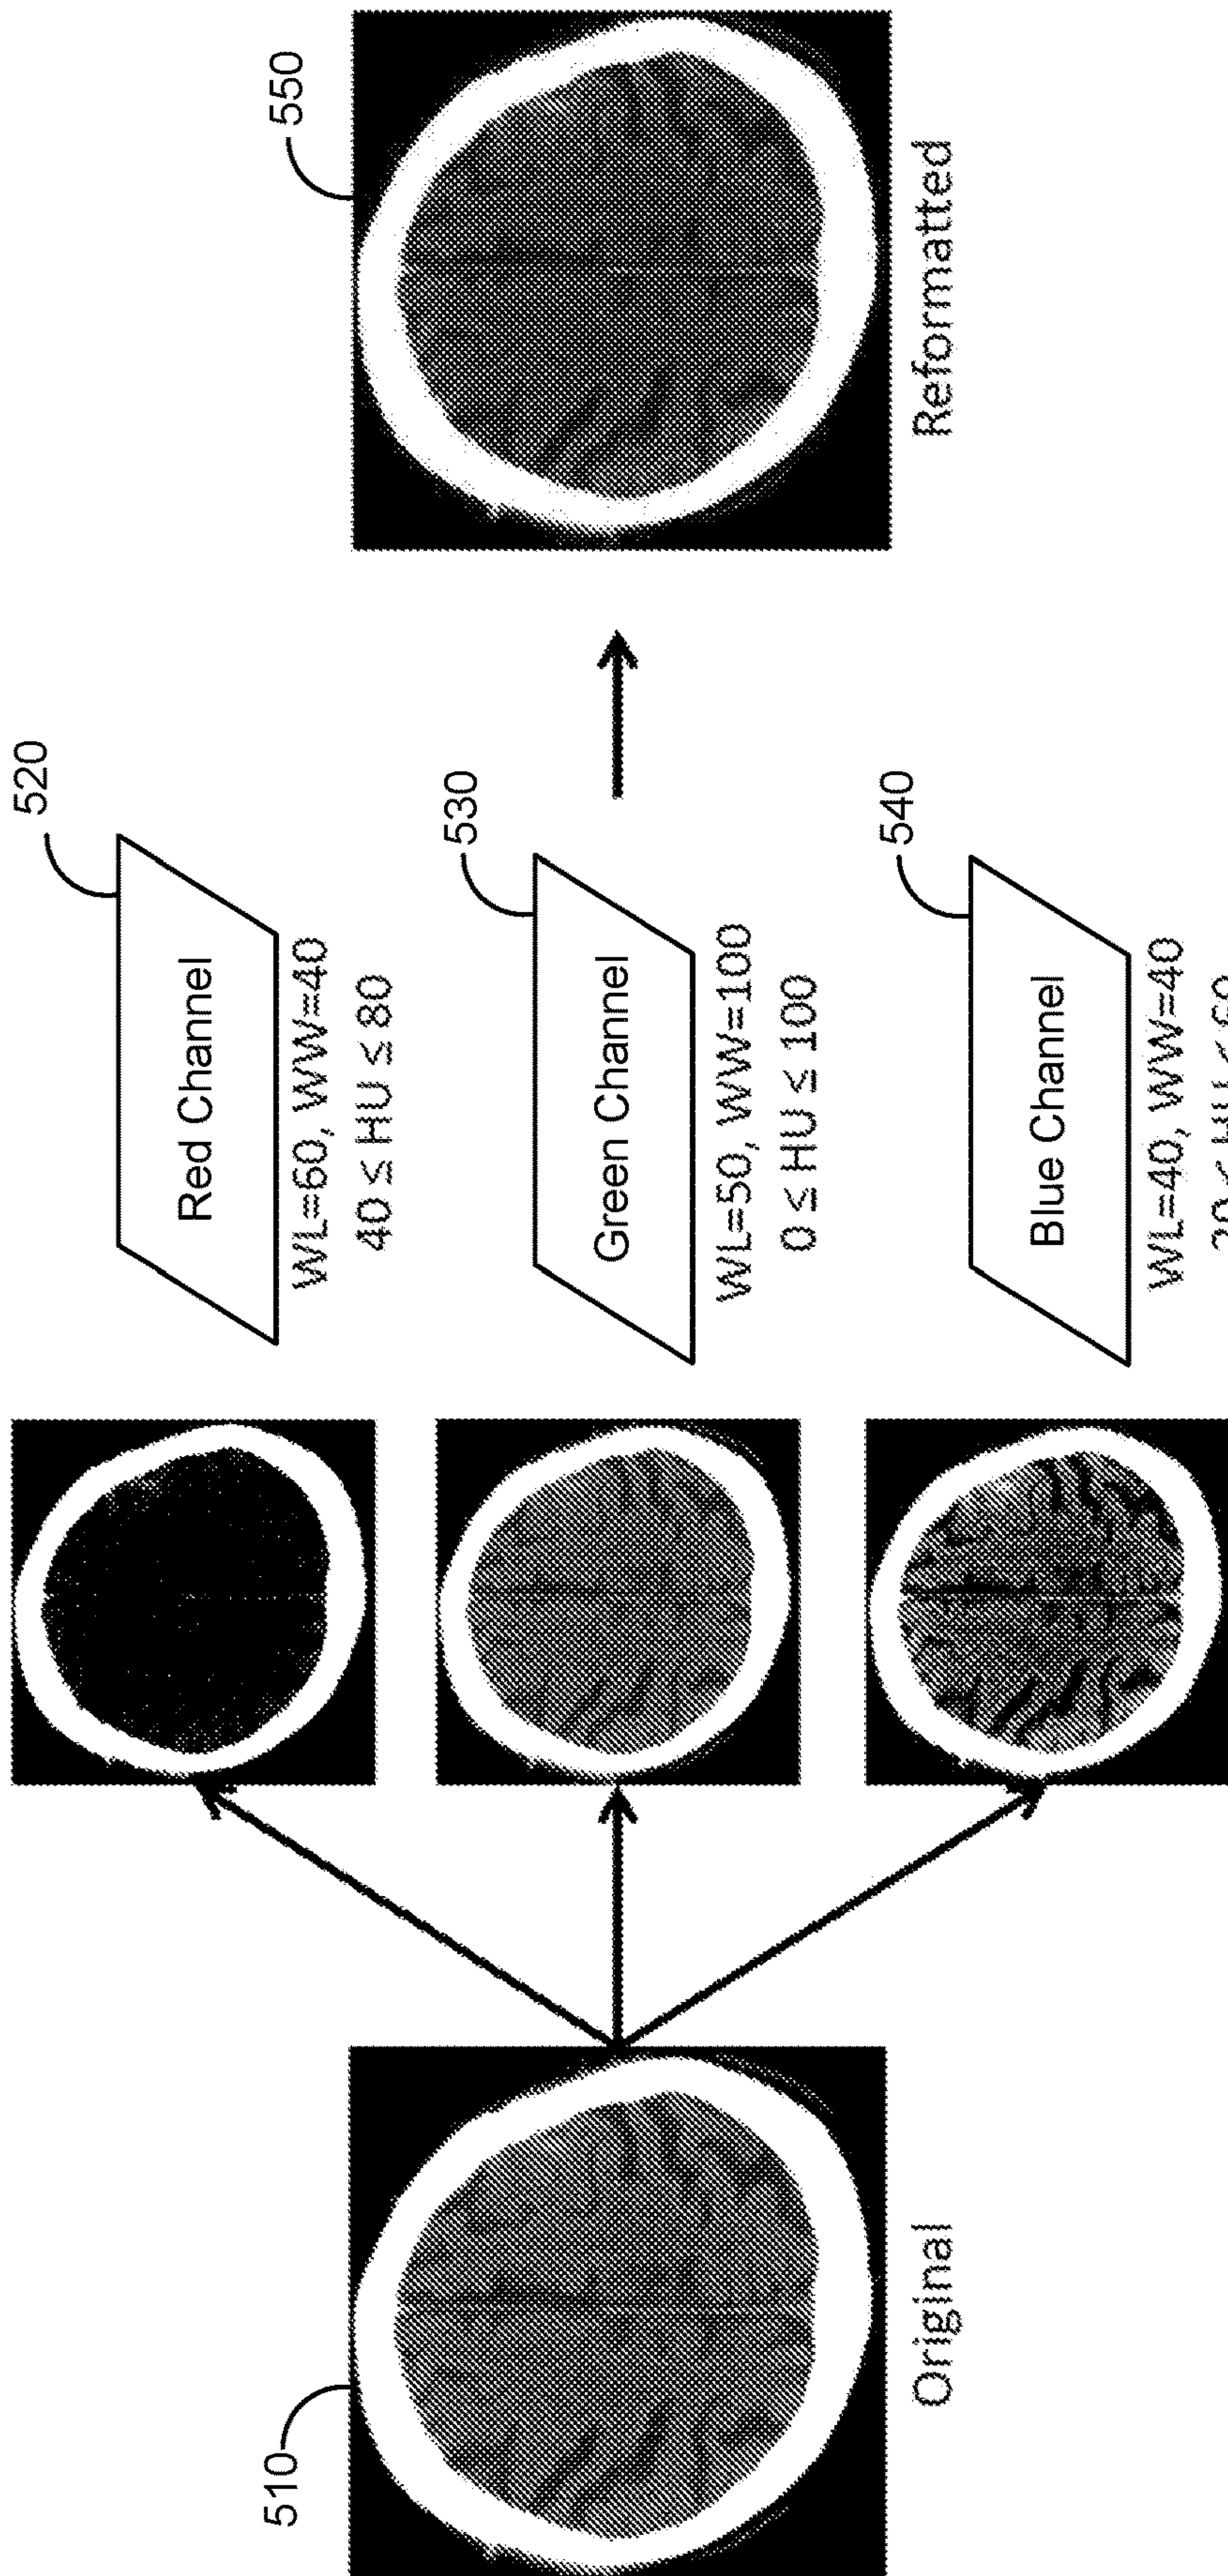 510
Original
520
Red Channel
WL=60, WW=40
40 ≤ HU ≤ 80
530
Green Channel
WL=50, WW=100
0 ≤ HU ≤ 100
540
Blue Channel
WL=40, WW=40
HU
550
Reformatted